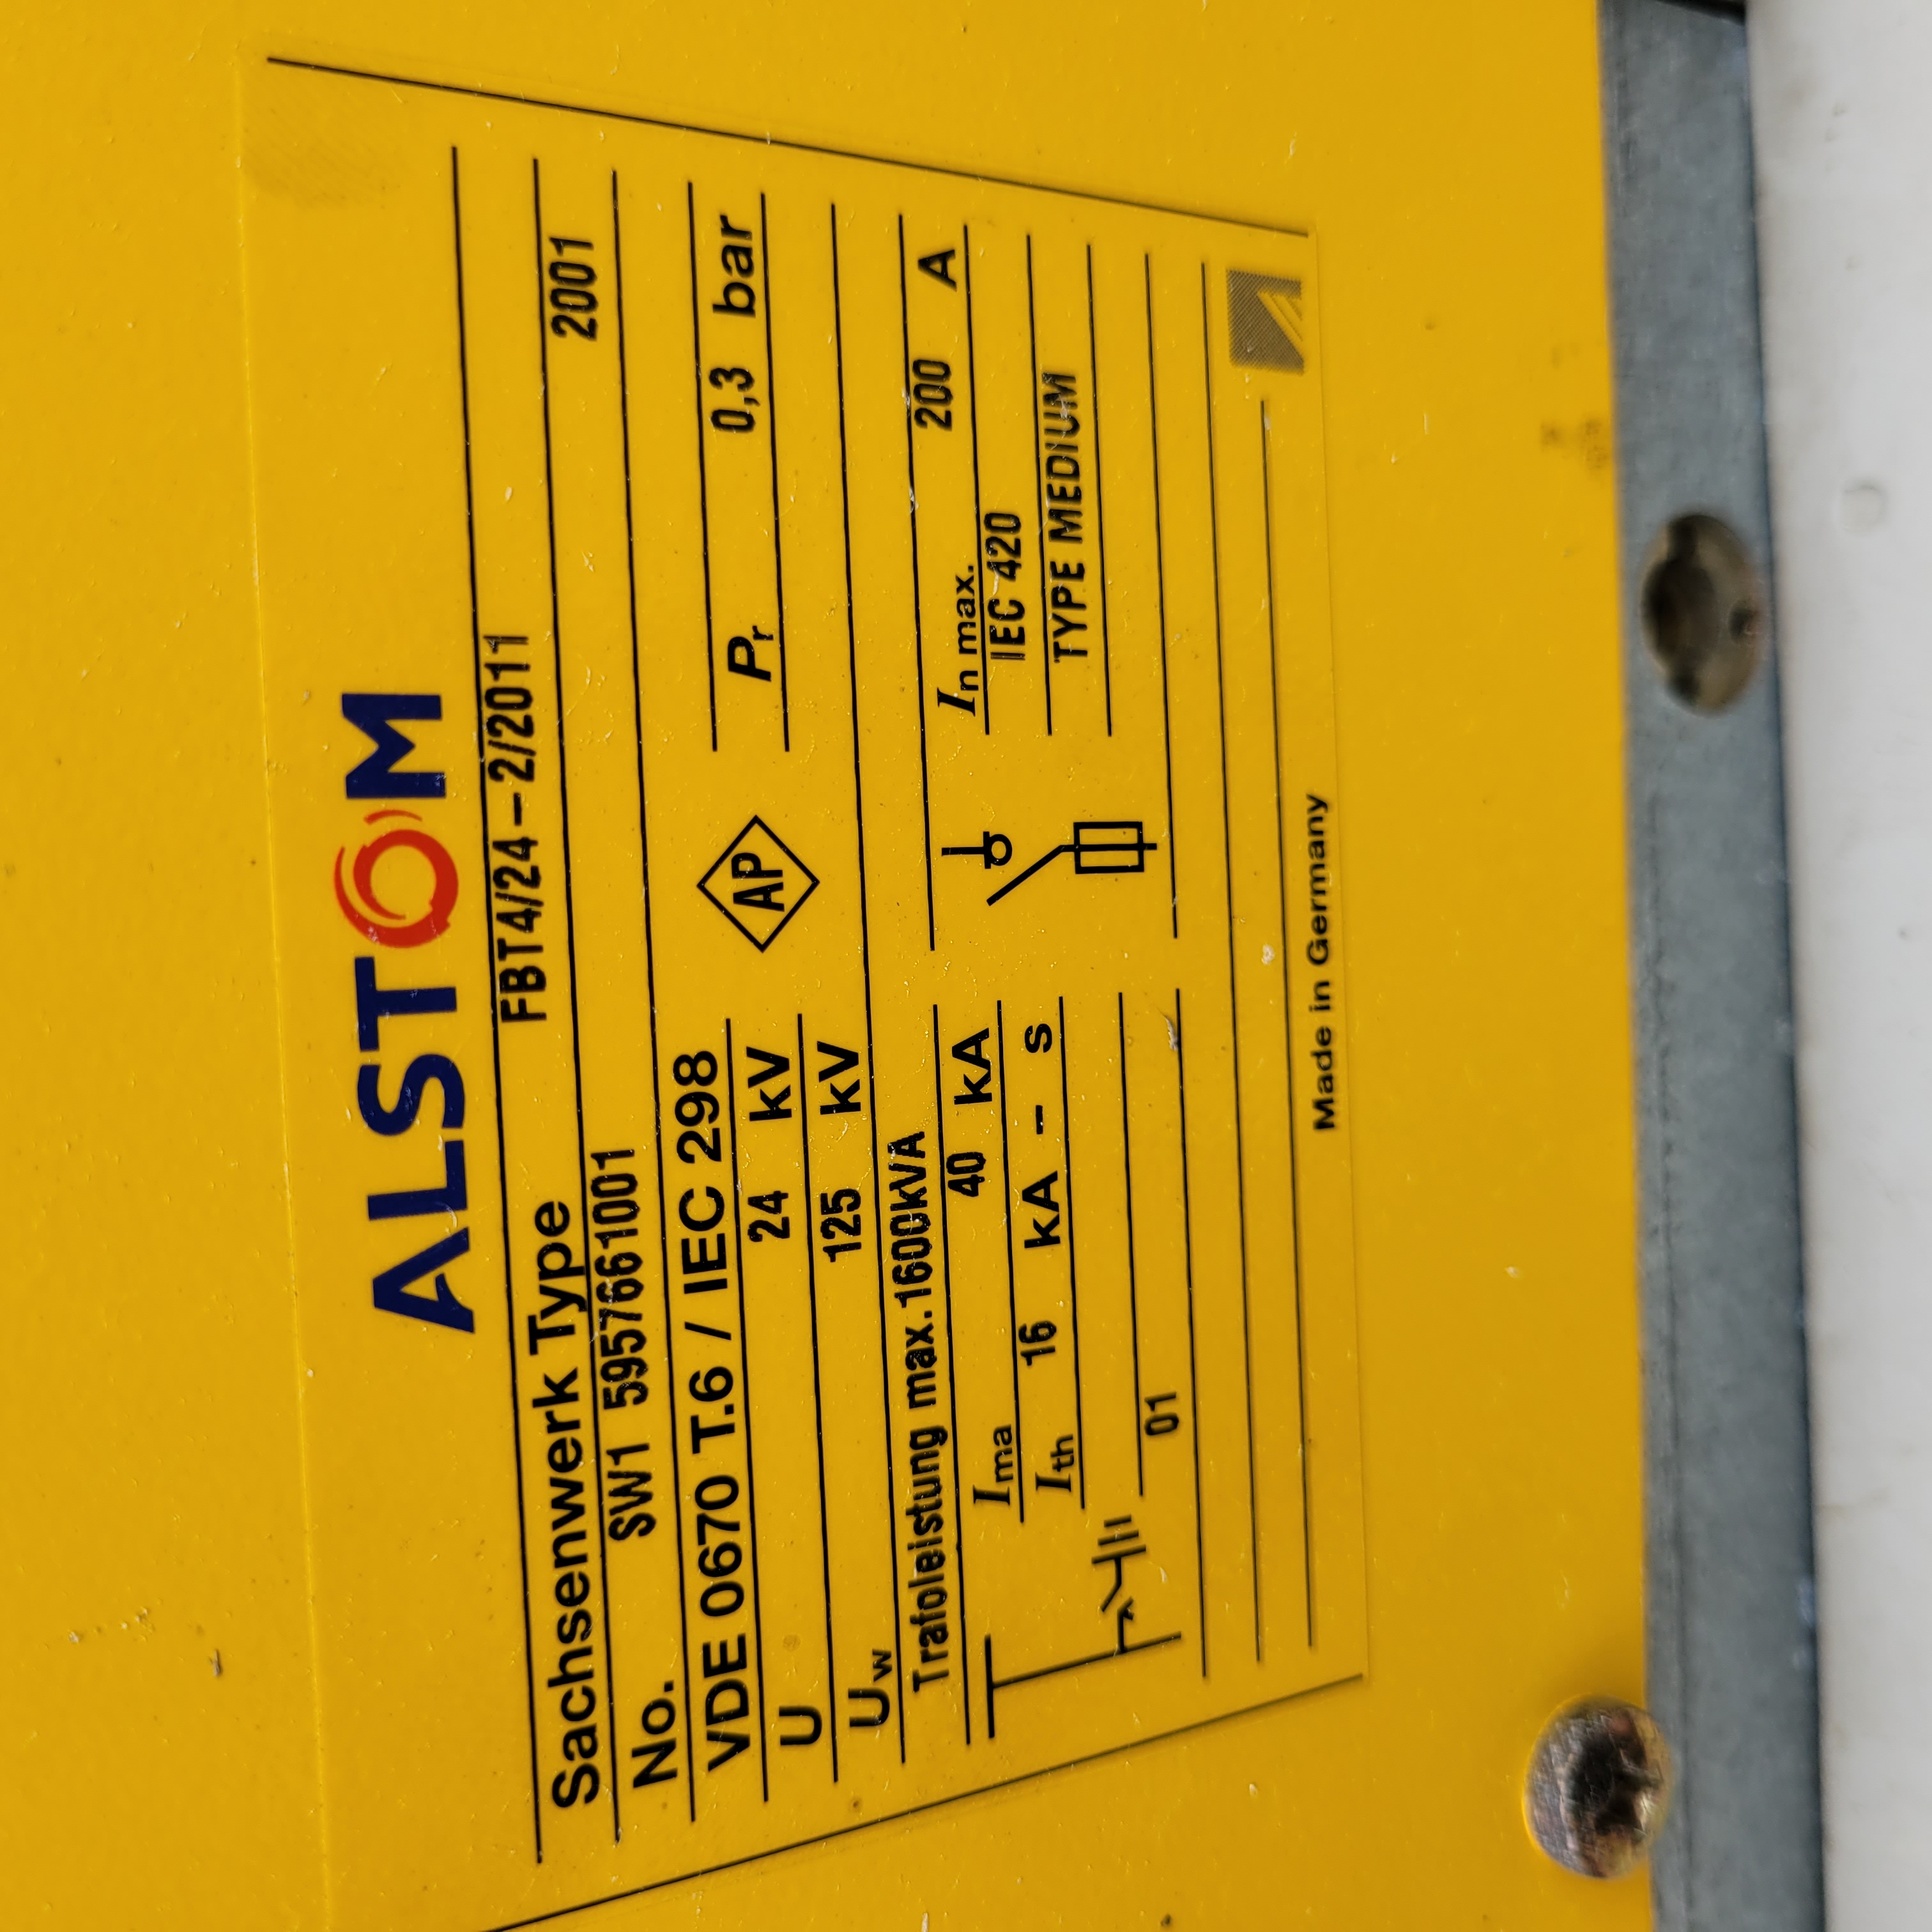 ALSTOM
Sachsenwerk Type FBT4/24-2/2011
No. SW1 5957661001 2001
VDE 0670 T.6 / IEC 298
U 24 kV AP Pr 0,3 bar
Uw 125 kV
Trafoleistung max.1600kVA
Ima 40 kA In max. 200 A
Ith 16 kA - s IEC 420
TYPE MEDIUM
01
Made in Germany